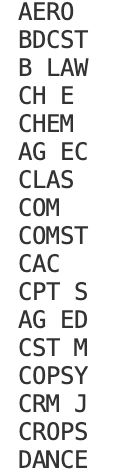 AERO
BDCST
B LAW
CH E
CHEM
AG EC
CLAS
COM
COMST
CAC
CPT S
AG ED
CST M
COPSY
CRM J
CROPS
DANCE